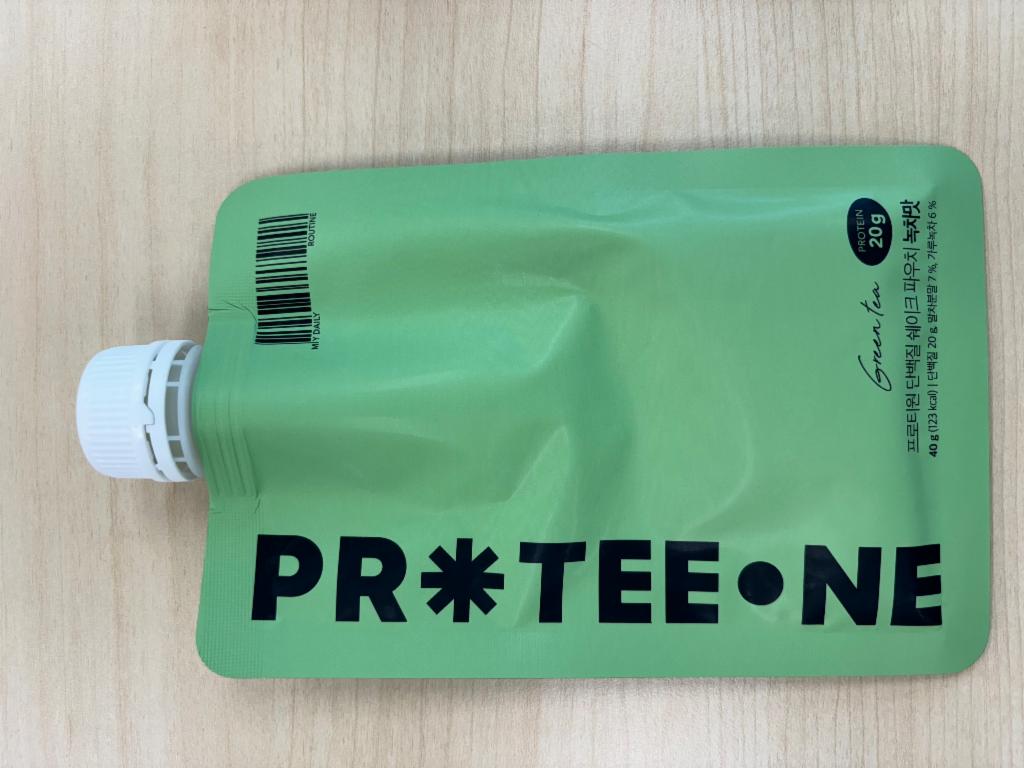 PR*TEE●NE
MIY DAILY
ROUTINE
PROTEIN
20g
Green tea
프로티원 단백질 쉐이크 파우치 녹차맛
40 g (123 kcal) | 단백질 20 g, 말차분말 7 %, 가루녹차 6 %